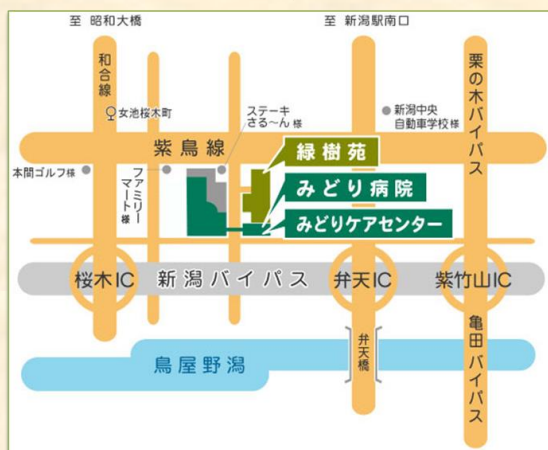 至 昭和大橋
至 新潟駅南口
和合線
栗の木バイパス
女池桜木町
ステーキ
さる〜ん 様
新潟中央
自動車学校様
紫鳥線
緑樹苑
本間ゴルフ様
ファミリー
マート様
みどり病院
みどりケアセンター
桜木IC
新潟バイパス
弁天IC
紫竹山IC
鳥屋野潟
弁天橋
亀田バイパス